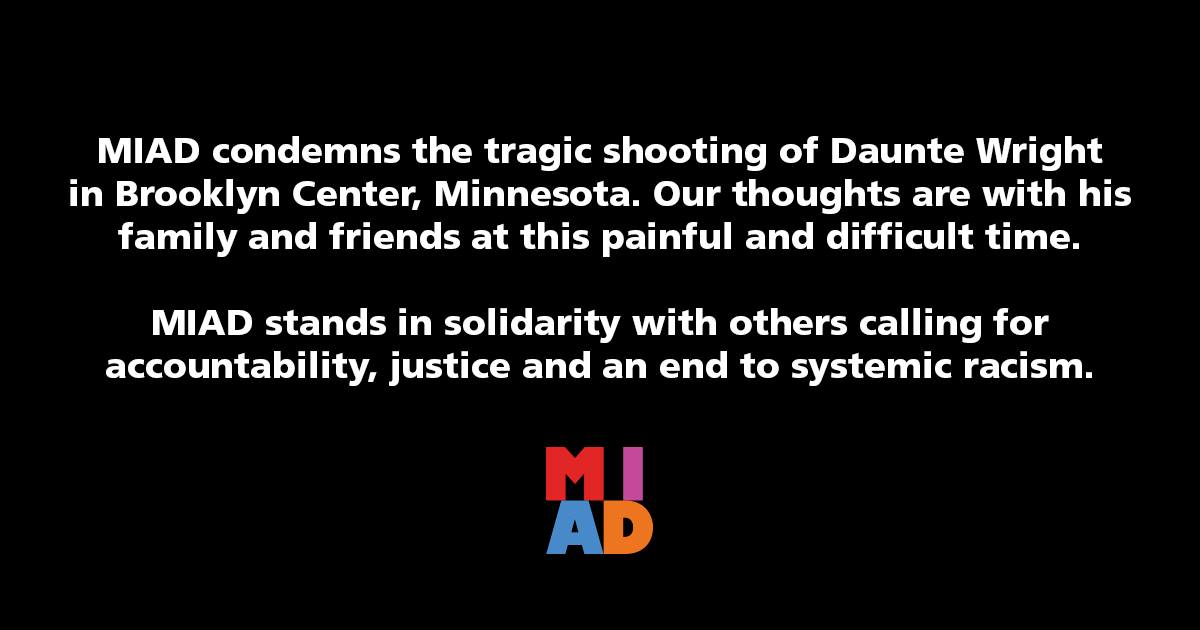 MIAD condemns the tragic shooting of Daunte Wright
in Brooklyn Center, Minnesota. Our thoughts are with his
family and friends at this painful and difficult time.
MIAD stands in solidarity with others calling for
accountability, justice and an end to systemic racism.
MI
AD